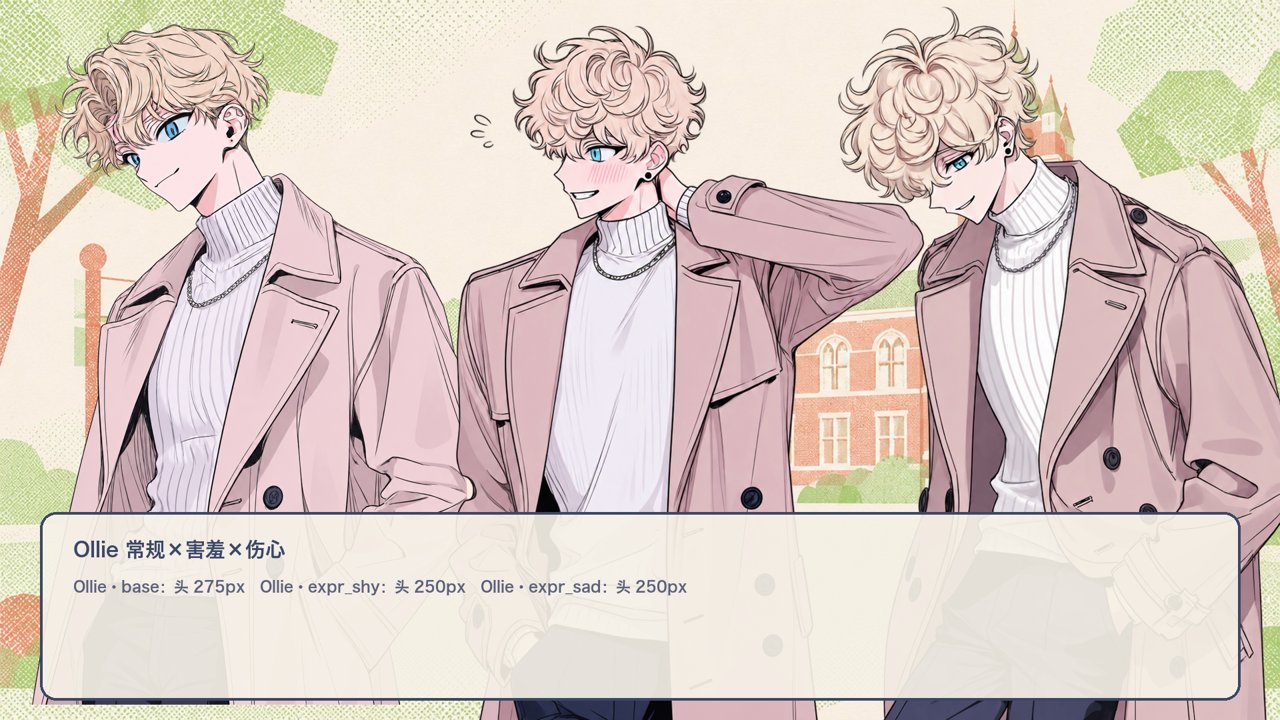 Ollie 常规×害羞×伤心
Ollie·base：头 275px Ollie·expr_shy：头 250px Ollie·expr_sad：头 250px